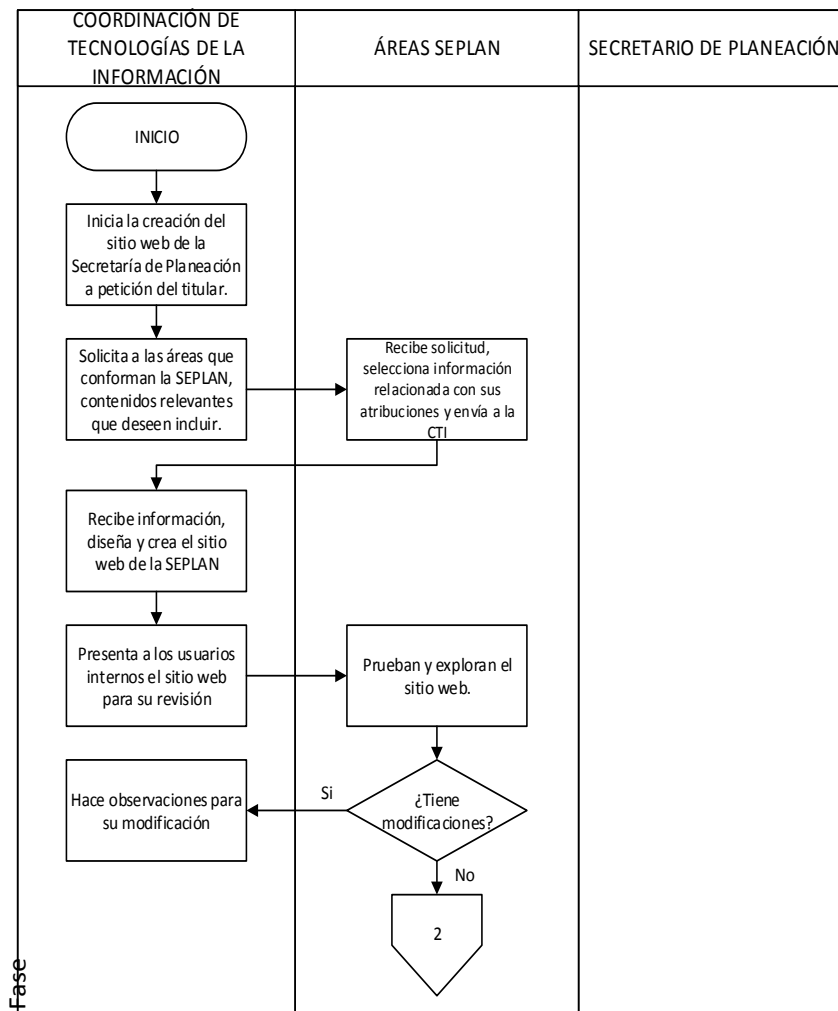 COORDINACIÓN DE
TECNOLOGÍAS DE LA
INFORMACIÓN
ÁREAS SEPLAN
SECRETARIO DE PLANEACIÓN
INICIO
Inicia la creación del
sitio web de la
Secretaría de Planeación
a petición del titular.
Solicita a las áreas que
conforman la SEPLAN,
contenidos relevantes
que deseen incluir.
Recibe solicitud,
selecciona información
relacionada con sus
atribuciones y envía a la
CTI
Recibe información,
diseña y crea el sitio
web de la SEPLAN
Presenta a los usuarios
internos el sitio web
para su revisión
Prueban y exploran el
sitio web.
¿Tiene
modificaciones?
Si
Hace observaciones para
su modificación
No
2
Fase